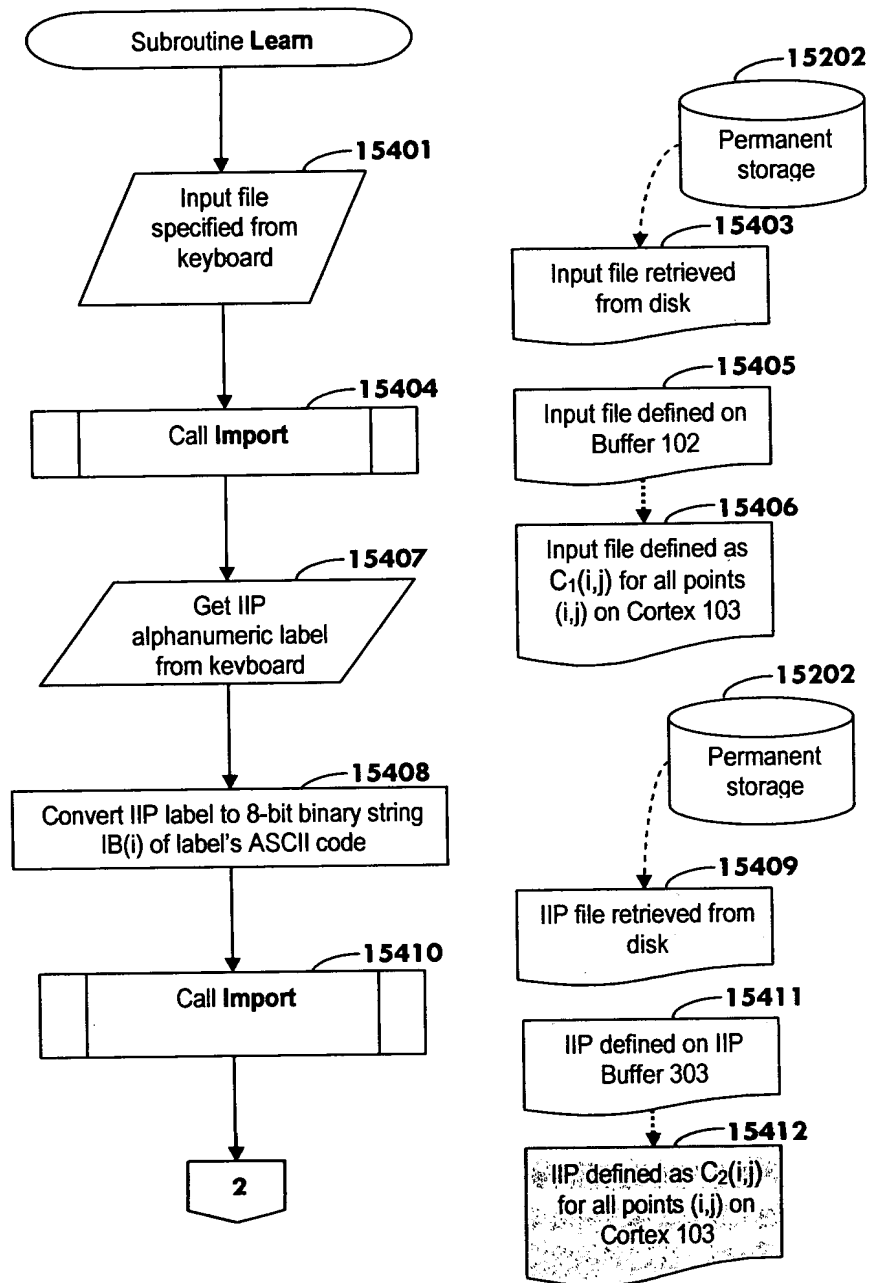 Subroutine Learn
15202
Permanent
storage
15401
Input file
specified from
keyboard
15403
Input file retrieved
from disk
15404
Call Import
15405
Input file defined on
Buffer 102
15406
Input file defined as
C₁(i,j) for all points
(i,j) on Cortex 103
15407
Get IIP
alphanumeric label
from keyboard
15202
Permanent
storage
15408
Convert IIP label to 8-bit binary string
IB(i) of label's ASCII code
15409
IIP file retrieved from
disk
15410
Call Import
15411
IIP defined on IIP
Buffer 303
15412
IIP defined as C₂(i,j)
for all points (i,j) on
Cortex 103
2